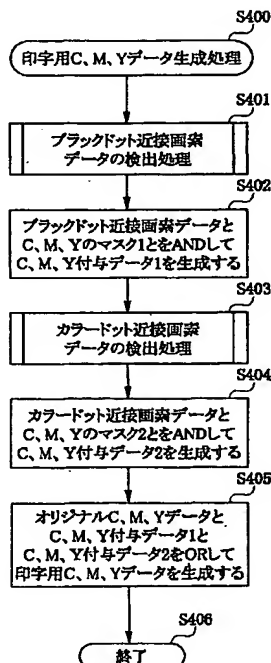 S400
印字用C、M、Yデータ生成処理
S401
ブラックドット近接画素
データの検出処理
S402
ブラックドット近接画素データと
C、M、Yのマスク1とをANDして
C、M、Y付与データ1を生成する
S403
カラードット近接画素
データの検出処理
S404
カラードット近接画素データと
C、M、Yのマスク2とをANDして
C、M、Y付与データ2を生成する
S405
オリジナルC、M、Yデータと
C、M、Y付与データ1と
C、M、Y付与データ2をORして
印字用C、M、Yデータを生成する
S406
終了